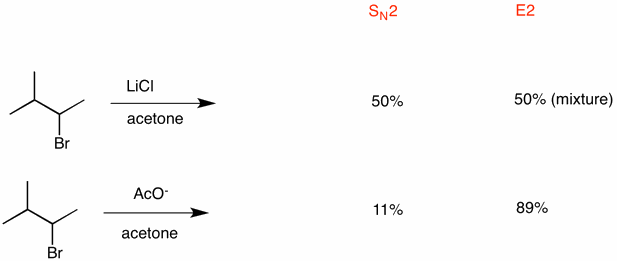 SN2 E2
LiCl
acetone
Br
50% 50% (mixture)
AcO-
acetone
Br
11% 89%